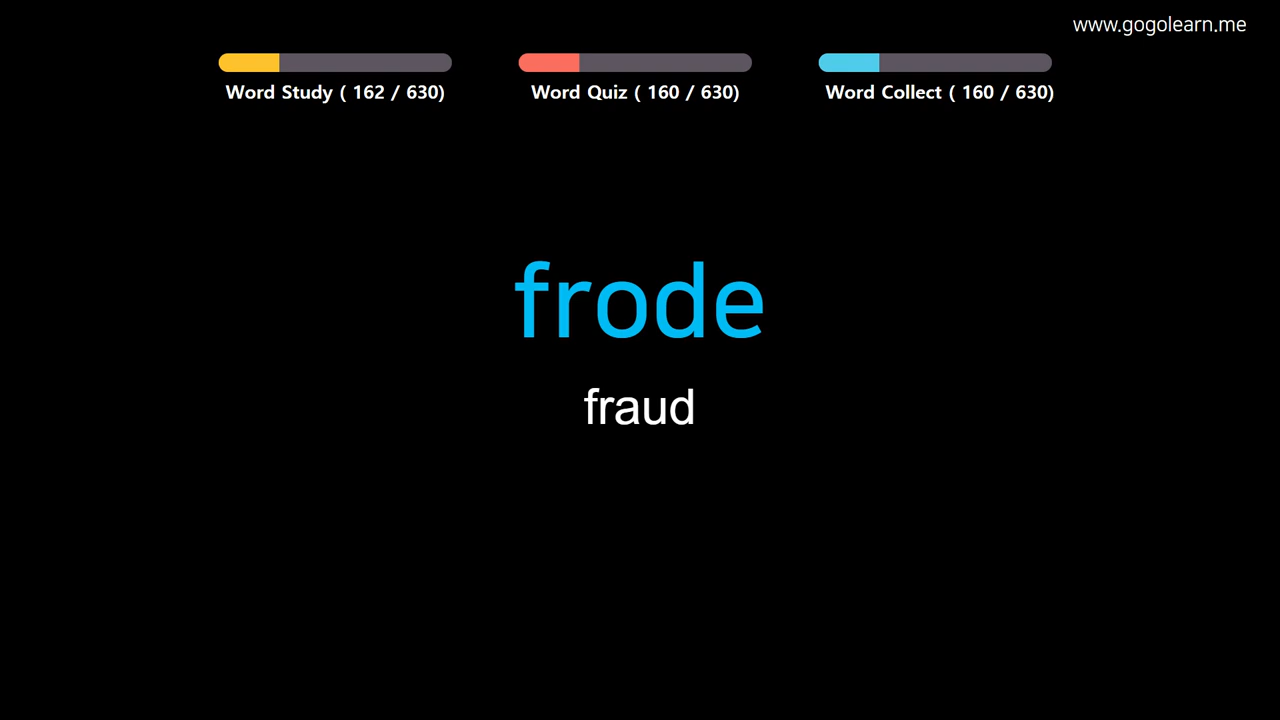 www.gogolearn.me
Word Study ( 162 / 630)
Word Quiz ( 160 / 630)
Word Collect ( 160 / 630)
frode
fraud